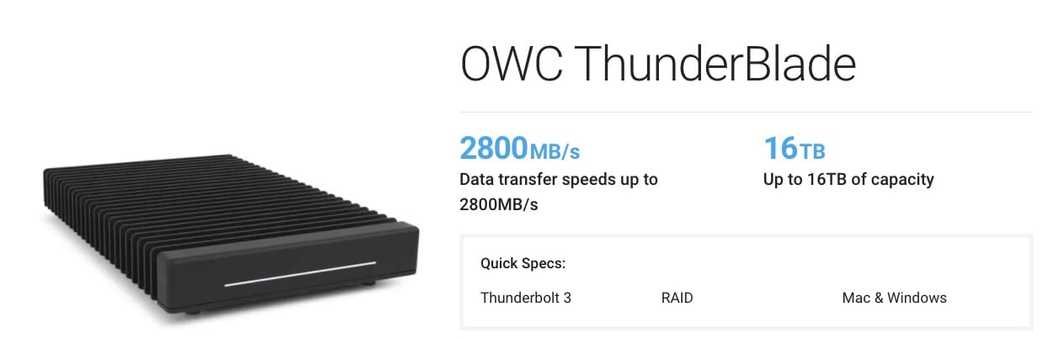 OWC ThunderBlade
2800MB/s
16TB
Data transfer speeds up to
2800MB/s
Up to 16TB of capacity
Quick Specs:
Thunderbolt 3
RAID
Mac & Windows